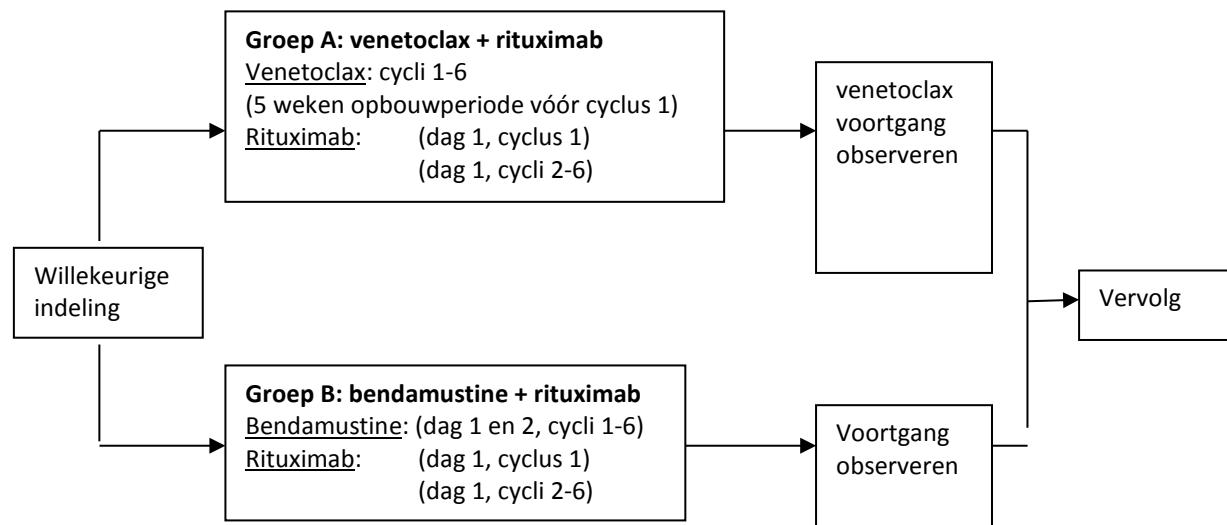 Willekeurige
indeling
Groep A: venetoclax + rituximab
Venetoclax: cycli 1-6
(5 weken opbouwperiode vóór cyclus 1)
Rituximab: (dag 1, cyclus 1)
(dag 1, cycli 2-6)
venetoclax
voortgang
observeren
Groep B: bendamustine + rituximab
Bendamustine: (dag 1 en 2, cycli 1-6)
Rituximab: (dag 1, cyclus 1)
(dag 1, cycli 2-6)
Voortgang
observeren
Vervolg